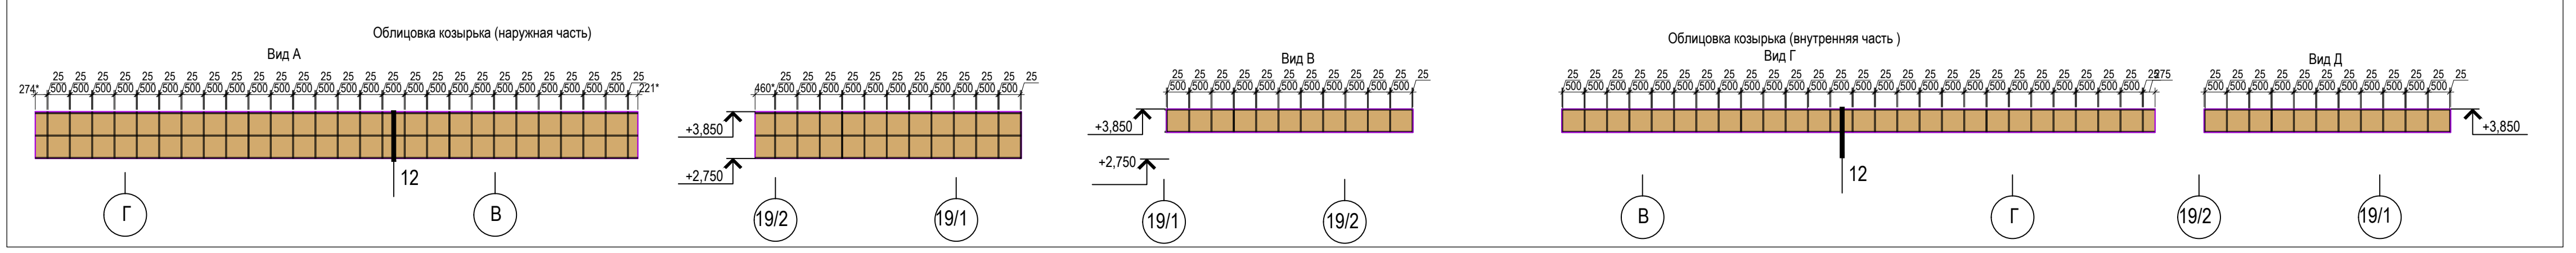 Облицовка козырька (наружная часть)
Вид А
25 25 25 25 25 25 25 25 25 25 25 25 25 25 25 25 25 25 25 25 25 25 25 25 25 25 25
274* 500 500 500 500 500 500 500 500 500 500 500 500 500 500 500 500 500 500 500 500 500 500 500 500 500 500 221*
12
Г
В
25 25 25 25 25 25 25 25 25 25 25 25
460* 500 500 500 500 500 500 500 500 500 500 500
+3,850
+2,750
19/2
19/1
Вид В
25 25 25 25 25 25 25 25 25 25 25 25
500 500 500 500 500 500 500 500 500 500 500
+3,850
+2,750
19/1
19/2
Облицовка козырька (внутренняя часть )
Вид Г
25 25 25 25 25 25 25 25 25 25 25 25 25 25 25 25 25 25 25 25 25 25 25 25 25 25 25 275
500 500 500 500 500 500 500 500 500 500 500 500 500 500 500 500 500 500 500 500 500 500 500 500 500 500
12
В
Г
Вид Д
25 25 25 25 25 25 25 25 25 25 25 25
500 500 500 500 500 500 500 500 500 500 500
+3,850
19/2
19/1